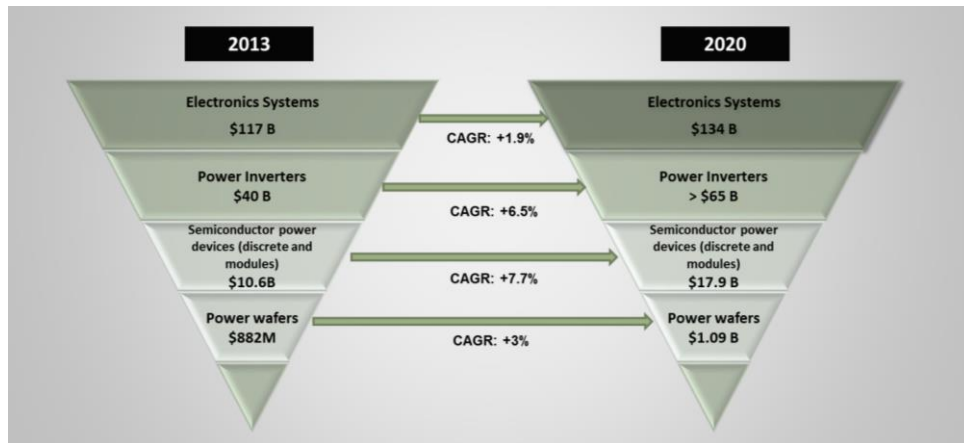 2013
2020
Electronics Systems
$117 B
CAGR: +1.9%
Electronics Systems
$134 B
Power Inverters
$40 B
CAGR: +6.5%
Power Inverters
> $65 B
Semiconductor power
devices (discrete and
modules)
$10.6B
CAGR: +7.7%
Semiconductor power
devices (discrete and
modules)
$17.9 B
Power wafers
$882M
CAGR: +3%
Power wafers
$1.09 B